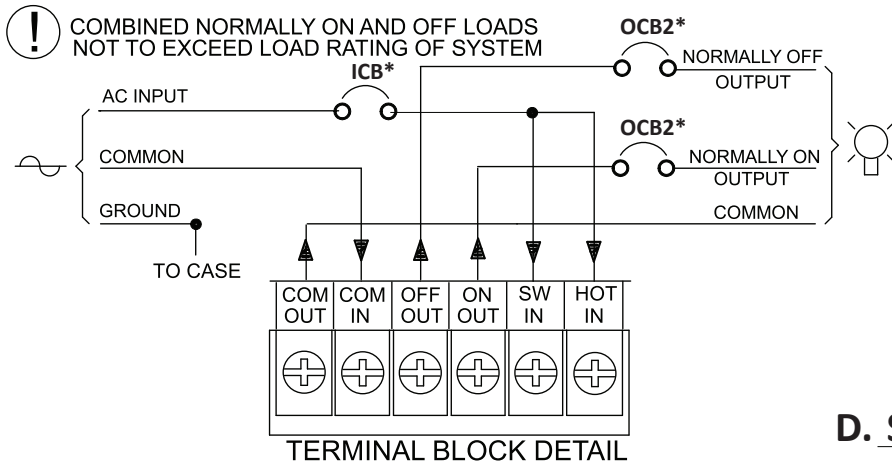 ! COMBINED NORMALLY ON AND OFF LOADS
NOT TO EXCEED LOAD RATING OF SYSTEM
OCB2*
NORMALLY OFF
OUTPUT
ICB*
AC INPUT
OCB2*
COMMON
NORMALLY ON
OUTPUT
GROUND
COMMON
TO CASE
COM OUT
COM IN
OFF OUT
ON OUT
SW IN
HOT IN
D.
TERMINAL BLOCK DETAIL